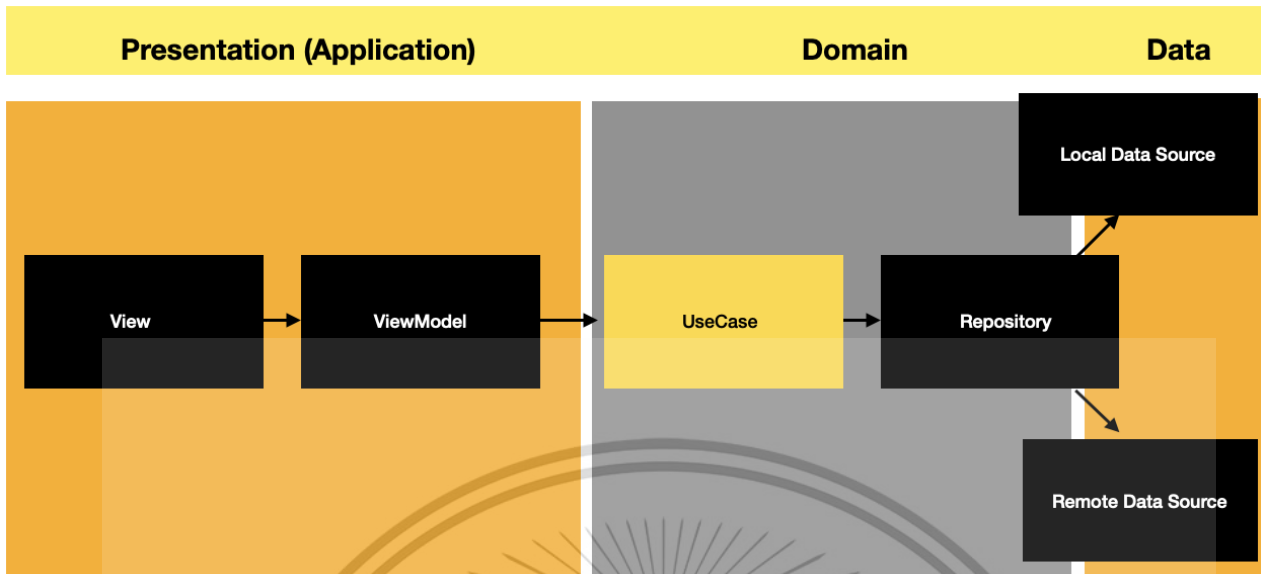 Presentation (Application)
Domain
Data
Local Data Source
View
ViewModel
UseCase
Repository
Remote Data Source